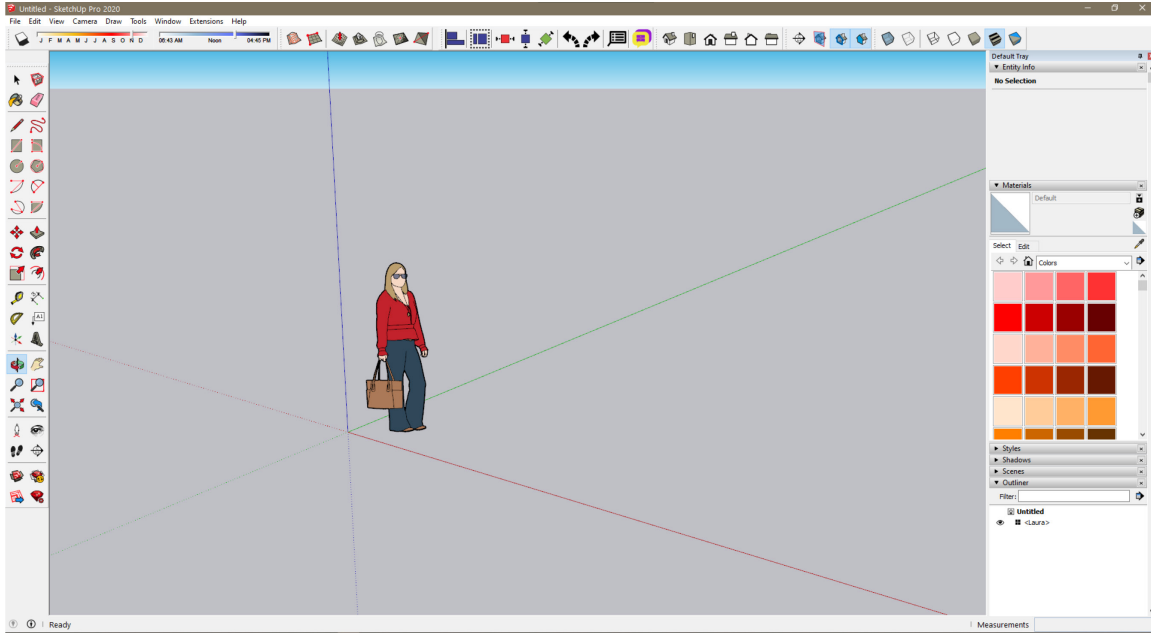 Untitled - SketchUp Pro 2020
File Edit View Camera Draw Tools Window Extensions Help
J F M A M J J A S O N D 06:43 AM Noon 04:45 PM
Default Tray
Entity Info
No Selection
Materials
Default
Select Edit
Colors
Styles
Shadows
Scenes
Outliner
Filter:
Untitled
<Laura>
Ready
Measurements